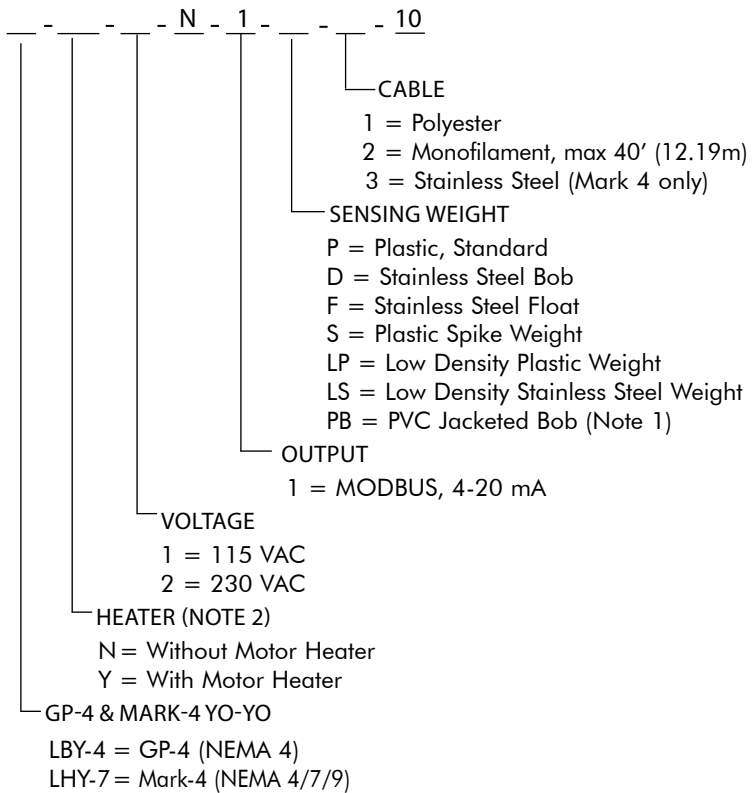 __ - __ - __ - N - 1 - __ - __ - 10
CABLE
1 = Polyester
2 = Monofilament, max 40’ (12.19m)
3 = Stainless Steel (Mark 4 only)
SENSING WEIGHT
P = Plastic, Standard
D = Stainless Steel Bob
F = Stainless Steel Float
S = Plastic Spike Weight
LP = Low Density Plastic Weight
LS = Low Density Stainless Steel Weight
PB = PVC Jacketed Bob (Note 1)
OUTPUT
1 = MODBUS, 4-20 mA
VOLTAGE
1 = 115 VAC
2 = 230 VAC
HEATER (NOTE 2)
N = Without Motor Heater
Y = With Motor Heater
GP-4 & MARK-4 YO-YO
LBY-4 = GP-4 (NEMA 4)
LHY-7 = Mark-4 (NEMA 4/7/9)